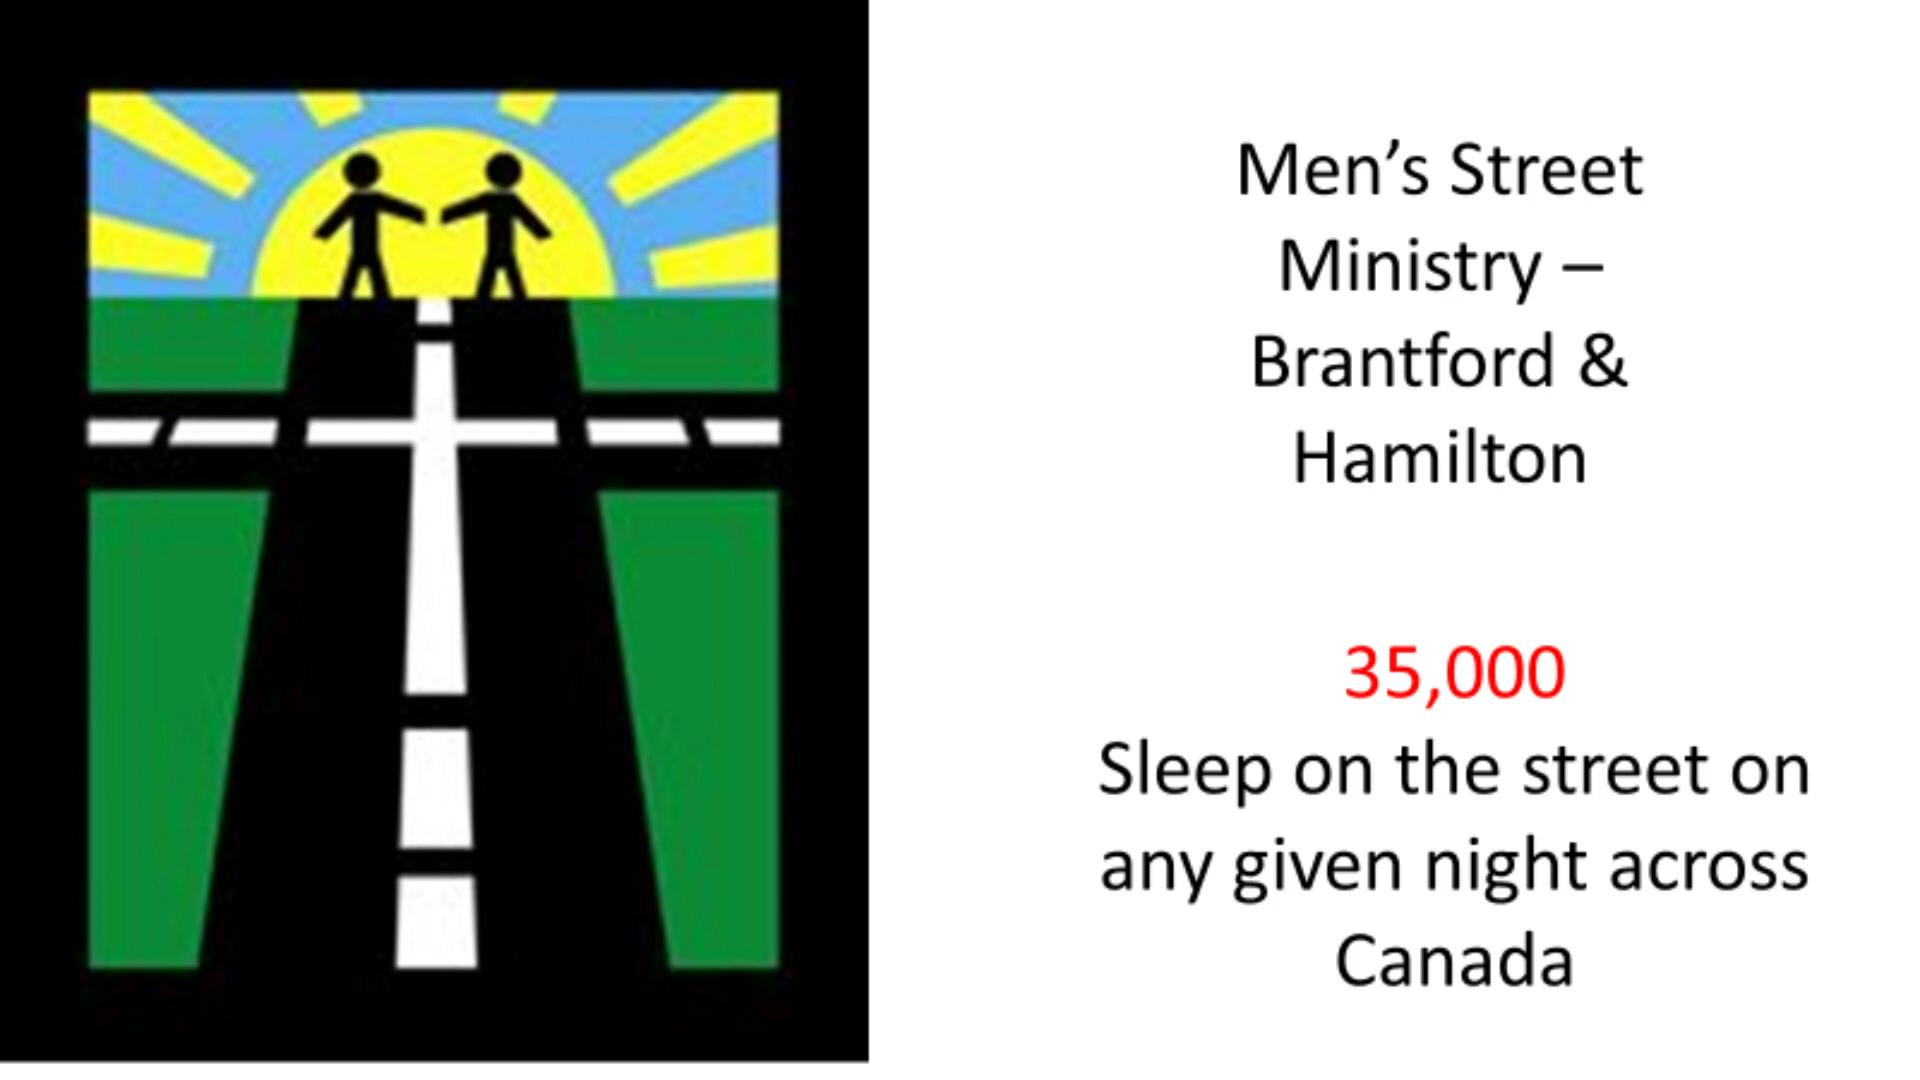 Men’s Street
Ministry –
Brantford &
Hamilton
35,000
Sleep on the street on
any given night across
Canada